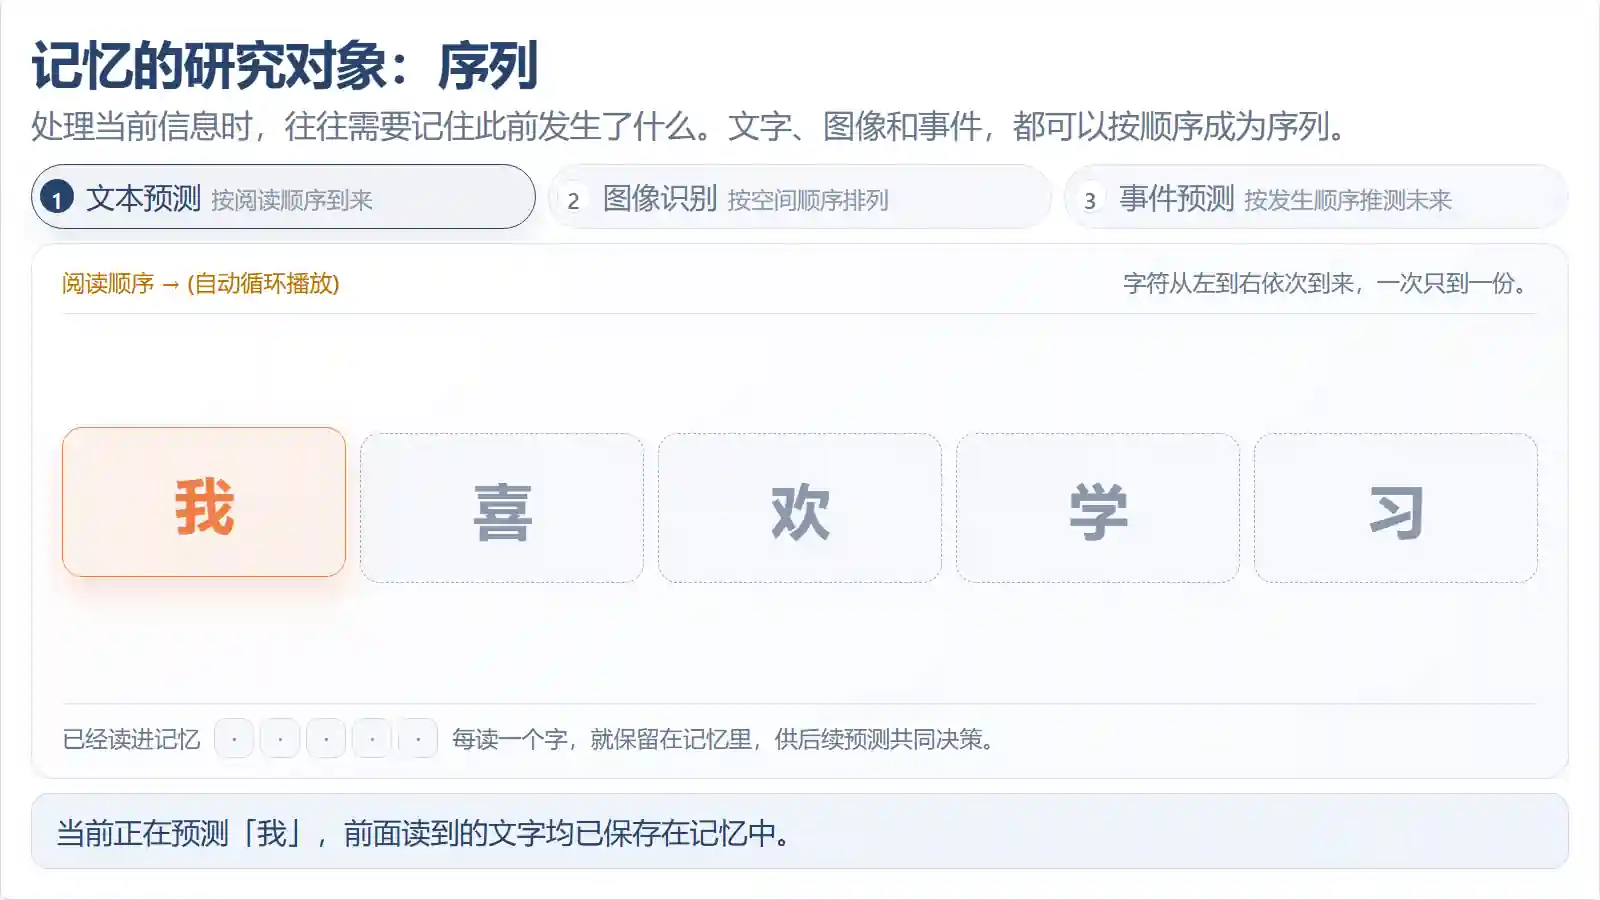 记忆的研究对象：序列
处理当前信息时，往往需要记住此前发生了什么。文字、图像和事件，都可以按顺序成为序列。
1 文本预测 按阅读顺序到来
2 图像识别 按空间顺序排列
3 事件预测 按发生顺序推测未来
阅读顺序 → (自动循环播放)
字符从左到右依次到来，一次只到一份。
我 喜 欢 学 习
已经读进记忆 · · · · · 每读一个字，就保留在记忆里，供后续预测共同决策。
当前正在预测「我」，前面读到的文字均已保存在记忆中。